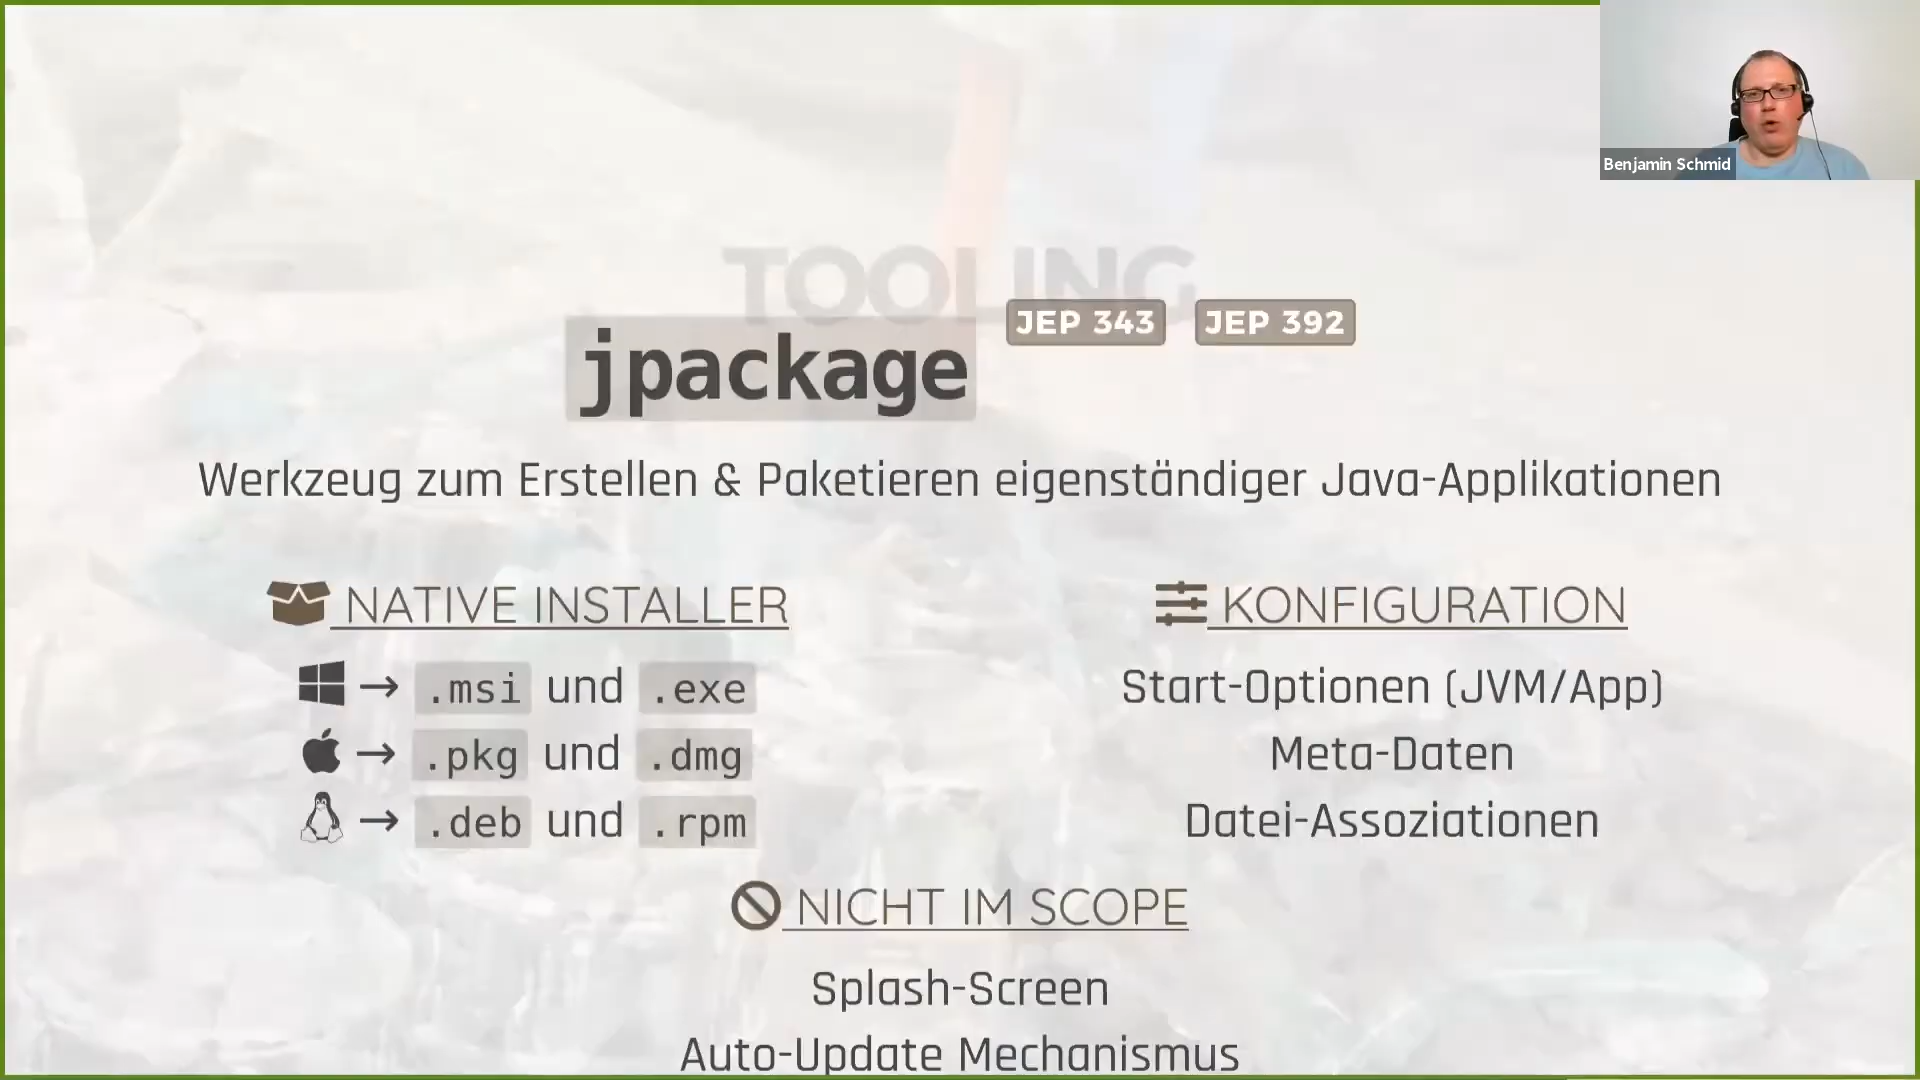 Benjamin Schmid
TOOLING
jpackage JEP 343 JEP 392
Werkzeug zum Erstellen & Paketieren eigenständiger Java-Applikationen
NATIVE INSTALLER
→ .msi und .exe
→ .pkg und .dmg
→ .deb und .rpm
KONFIGURATION
Start-Optionen (JVM/App)
Meta-Daten
Datei-Assoziationen
NICHT IM SCOPE
Splash-Screen
Auto-Update Mechanismus